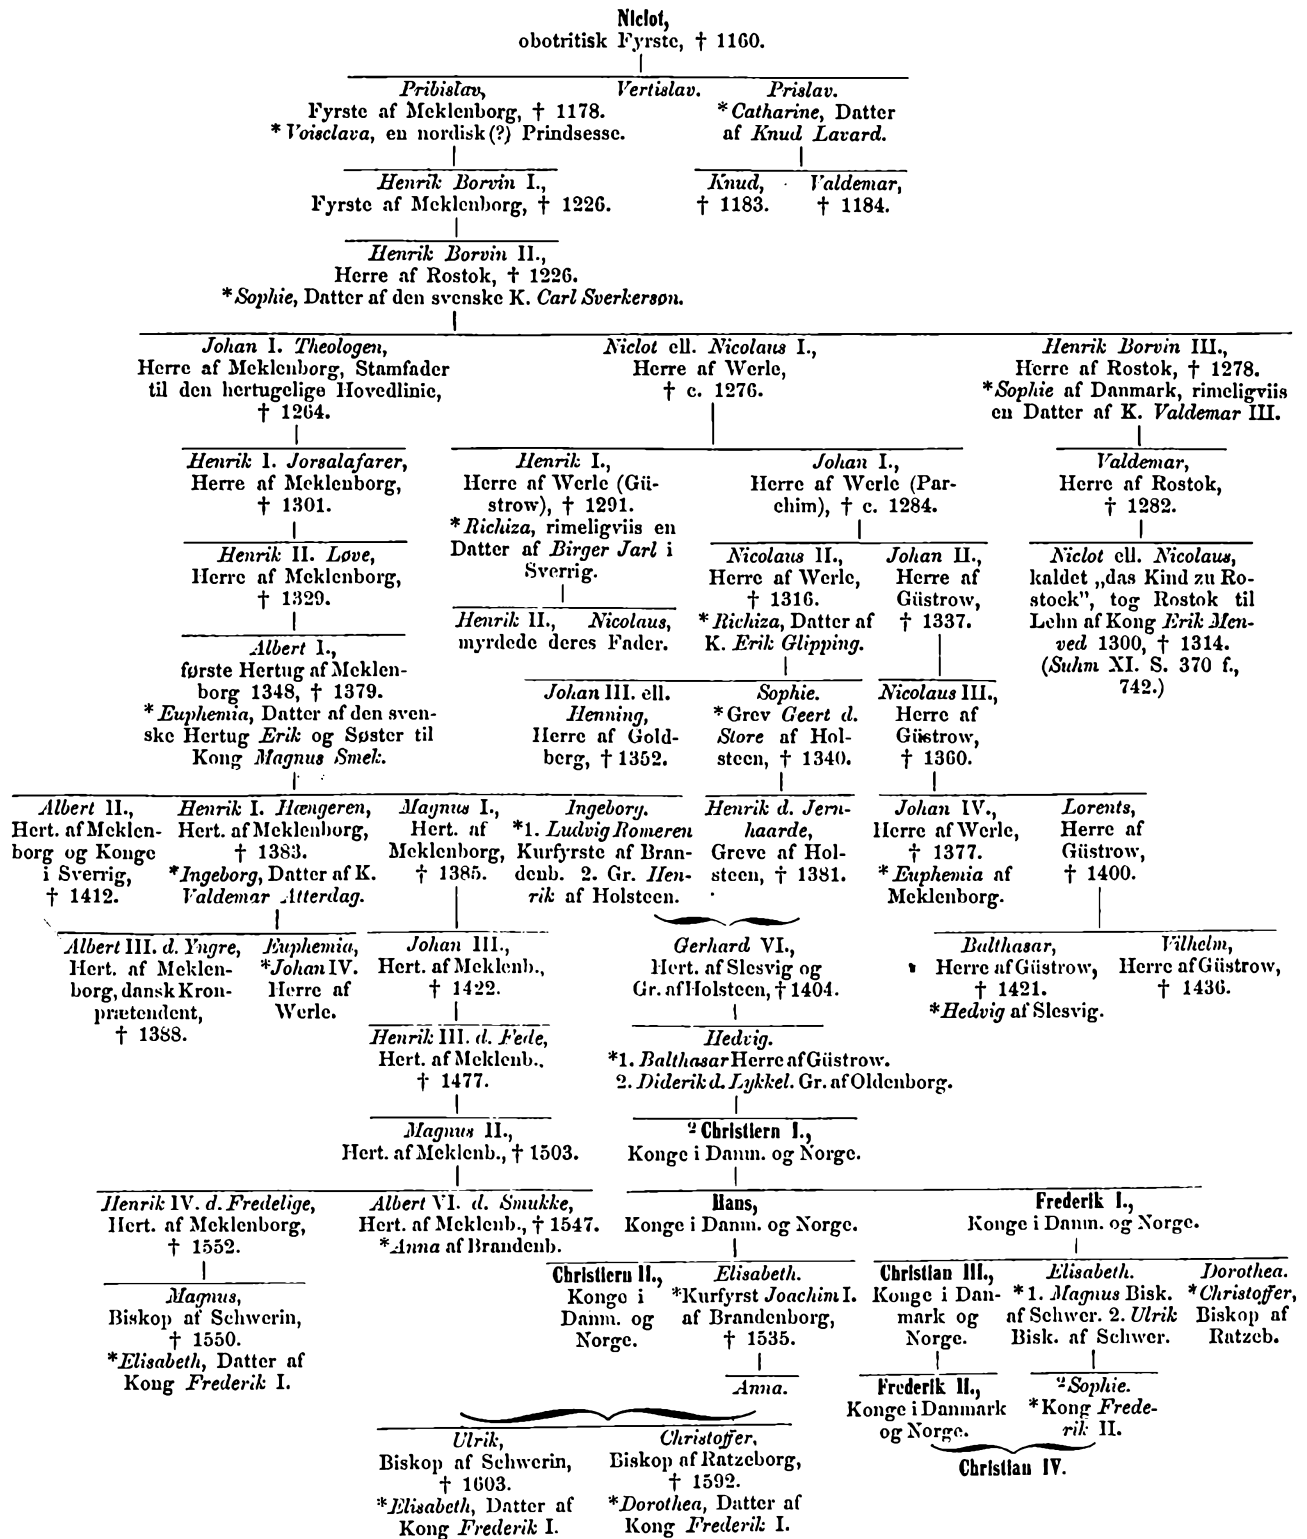 Niclot,
obotritisk Fyrste, † 1160.
Pribislav,
Fyrste af Meklenborg, † 1178.
* Voisclava, en nordisk (?) Prindsesse.
Vertislav.
Prislav.
* Catharine, Datter
af Knud Lavard.
Henrik Borvin I.,
Fyrste af Meklenborg, † 1226.
Knud,
† 1183.
Valdemar,
† 1184.
Henrik Borvin II.,
Herre af Rostok, † 1226.
* Sophie, Datter af den svenske K. Carl Sverkersøn.
Johan I. Theologen,
Herre af Meklenborg, Stamfader
til den hertugelige Hovedlinie,
† 1264.
Niclot ell. Nicolaus I.,
Herre af Werle,
† c. 1276.
Henrik Borvin III.,
Herre af Rostok, † 1278.
* Sophie af Danmark, rimeligviis
en Datter af K. Valdemar III.
Henrik I. Jorsalafarer,
Herre af Meklenborg,
† 1301.
Henrik I.,
Herre af Werle (Gü-
strow), † 1291.
* Richiza, rimeligviis en
Datter af Birger Jarl i
Sverrig.
Johan I.,
Herre af Werle (Par-
chim), † c. 1284.
Valdemar,
Herre af Rostok,
† 1282.
Henrik II. Løve,
Herre af Meklenborg,
† 1329.
Nicolaus II.,
Herre af Werle,
† 1316.
* Richiza, Datter af
K. Erik Glipping.
Johan II.,
Herre af
Güstrow,
† 1337.
Niclot ell. Nicolaus,
kaldet „das Kind zu Ro-
stock”, tog Rostok til
Lehn af Kong Erik Men-
ved 1300, † 1314.
(Suhm XI. S. 370 f.,
742.)
Henrik II., Nicolaus,
myrdede deres Fader.
Albert I.,
første Hertug af Meklen-
borg 1348, † 1379.
* Euphemia, Datter af den sven-
ske Hertug Erik og Søster til
Kong Magnus Smek.
Johan III. ell.
Henning,
Herre af Gold-
berg, † 1352.
Sophie.
* Grev Geert d.
Store af Hol-
steen, † 1340.
Nicolaus III.,
Herre af
Güstrow,
† 1360.
Albert II.,
Hert. af Meklen-
borg og Konge
i Sverrig,
† 1412.
Henrik I. Hængeren,
Hert. af Meklenborg,
† 1383.
* Ingeborg, Datter af K.
Valdemar Atterdag.
Magnus I.,
Hert. af
Meklenborg,
† 1385.
Ingeborg.
*1. Ludvig Romeren
Kurfyrste af Bran-
denb. 2. Gr. Hen-
rik af Holsteen.
Henrik d. Jern-
haarde,
Greve af Hol-
steen, † 1381.
Johan IV.,
Herre af Werle,
† 1377.
* Euphemia af
Meklenborg.
Lorents,
Herre af
Güstrow,
† 1400.
Albert III. d. Yngre,
Hert. af Meklen-
borg, dansk Kron-
prætendent,
† 1388.
Euphemia,
* Johan IV.
Herre af
Werle.
Johan III.,
Hert. af Meklenb.,
† 1422.
Gerhard VI.,
Hert. af Slesvig og
Gr. af Holsteen, † 1404.
Balthasar,
Herre af Güstrow,
† 1421.
* Hedvig af Slesvig.
Vilhelm,
Herre af Güstrow,
† 1436.
Henrik III. d. Fede,
Hert. af Meklenb.,
† 1477.
Hedvig.
*1. Balthasar Herre af Güstrow.
2. Diderik d. Lykkel. Gr. af Oldenborg.
Magnus II.,
Hert. af Meklenb., † 1503.
2 Christiern I.,
Konge i Danm. og Norge.
Henrik IV. d. Fredelige,
Hert. af Meklenborg,
† 1552.
Albert VI. d. Smukke,
Hert. af Meklenb., † 1547.
* Anna af Brandenb.
Hans,
Konge i Danm. og Norge.
Frederik I.,
Konge i Danm. og Norge.
Magnus,
Biskop af Schwerin,
† 1550.
* Elisabeth, Datter af
Kong Frederik I.
Christiern II.,
Konge i
Danm. og
Norge.
Elisabeth.
* Kurfyrst Joachim I.
af Brandenborg,
† 1535.
Christian III.,
Konge i Dan-
mark og
Norge.
Elisabeth.
* 1. Magnus Bisk.
af Schwer. 2. Ulrik
Bisk. af Schwer.
Dorothea.
* Christoffer,
Biskop af
Ratzeb.
Anna.
Frederik II.,
Konge i Danmark
og Norge.
2 Sophie.
* Kong Frede-
rik II.
Ulrik,
Biskop af Schwerin,
† 1603.
* Elisabeth, Datter af
Kong Frederik I.
Christoffer,
Biskop af Ratzeborg,
† 1592.
* Dorothea, Datter af
Kong Frederik I.
Christian IV.